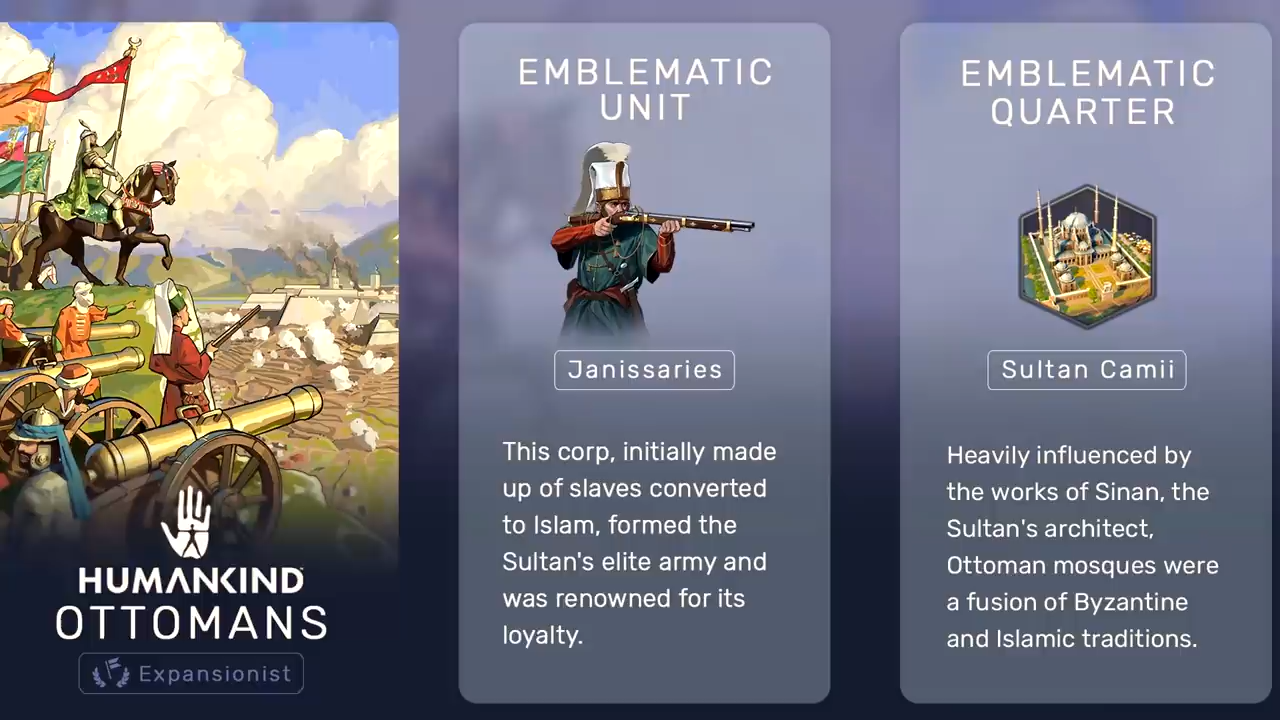 HUMANKIND
OTTOMANS
Expansionist
EMBLEMATIC
UNIT
Janissaries
This corp, initially made
up of slaves converted
to Islam, formed the
Sultan's elite army and
was renowned for its
loyalty.
EMBLEMATIC
QUARTER
Sultan Camii
Heavily influenced by
the works of Sinan, the
Sultan's architect,
Ottoman mosques were
a fusion of Byzantine
and Islamic traditions.